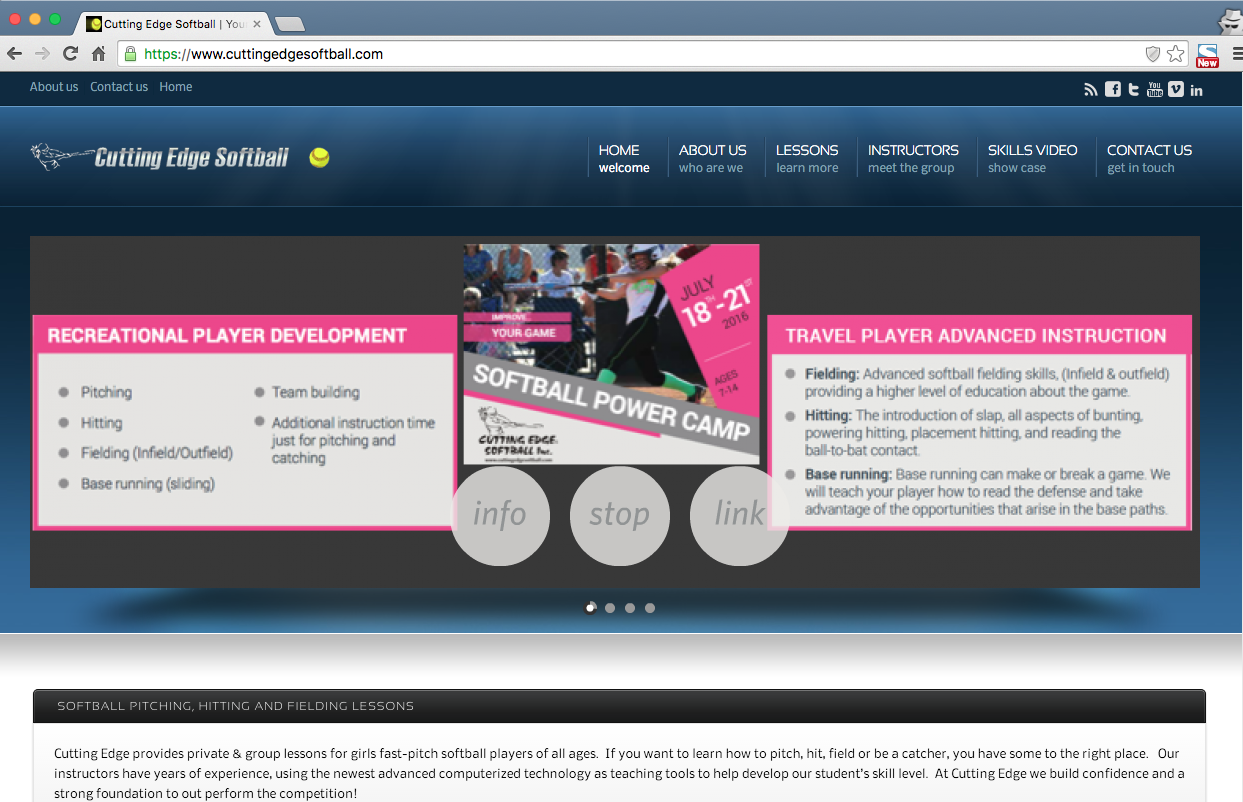 Cutting Edge Softball | You
https://www.cuttingedgesoftball.com
New
About us Contact us Home
You
Tube
in
Cutting Edge Softball
HOME
welcome
ABOUT US
who are we
LESSONS
learn more
INSTRUCTORS
meet the group
SKILLS VIDEO
show case
CONTACT US
get in touch
RECREATIONAL PLAYER DEVELOPMENT
Pitching
Hitting
Fielding (Infield/Outfield)
Base running (sliding)
Team building
Additional instruction time
just for pitching and
catching
JULY
18TH-21ST
2016
AGES
7-14
IMPROVE
YOUR GAME
SOFTBALL POWER CAMP
CUTTING EDGE
SOFTBALL Inc.
www.cuttingedgesoftball.com
TRAVEL PLAYER ADVANCED INSTRUCTION
Fielding: Advanced softball fielding skills, (Infield & outfield)
providing a higher level of education about the game.
Hitting: The introduction of slap, all aspects of bunting,
powering hitting, placement hitting, and reading the
ball-to-bat contact.
Base running: Base running can make or break a game. We
will teach your player how to read the defense and take
advantage of the opportunities that arise in the base paths.
info
stop
link
SOFTBALL PITCHING, HITTING AND FIELDING LESSONS
Cutting Edge provides private & group lessons for girls fast-pitch softball players of all ages. If you want to learn how to pitch, hit, field or be a catcher, you have some to the right place. Our
instructors have years of experience, using the newest advanced computerized technology as teaching tools to help develop our student's skill level. At Cutting Edge we build confidence and a
strong foundation to out perform the competition!